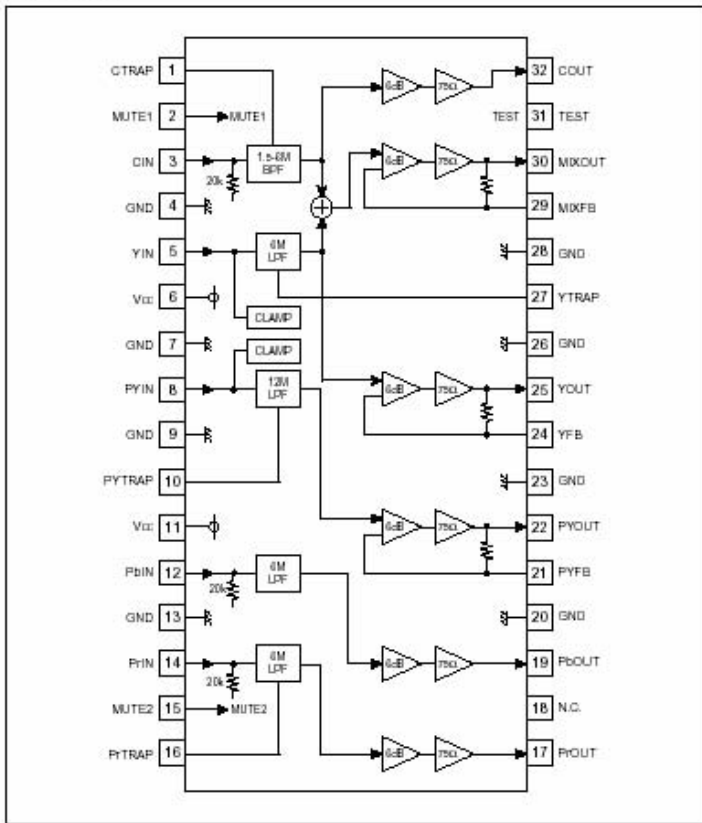 CTRAP 1 6dB 75Ω 32 COUT
MUTE1 2 MUTE1 TEST 31 TEST
CIN 3 20k 1.5-6M BPF 6dB 75Ω 30 MIXOUT
GND 4 29 MIXFB
YIN 5 6M LPF 28 GND
Vcc 6 27 YTRAP
CLAMP
GND 7 26 GND
CLAMP
PYIN 8 12M LPF 6dB 75Ω 25 YOUT
GND 9 24 YFB
PYTRAP 10 23 GND
Vcc 11 6dB 75Ω 22 PYOUT
PbIN 12 20k 6M LPF 21 PYFB
GND 13 20 GND
PrIN 14 20k 6M LPF 6dB 75Ω 19 PbOUT
MUTE2 15 MUTE2 18 N.C.
PrTRAP 16 6dB 75Ω 17 PrOUT